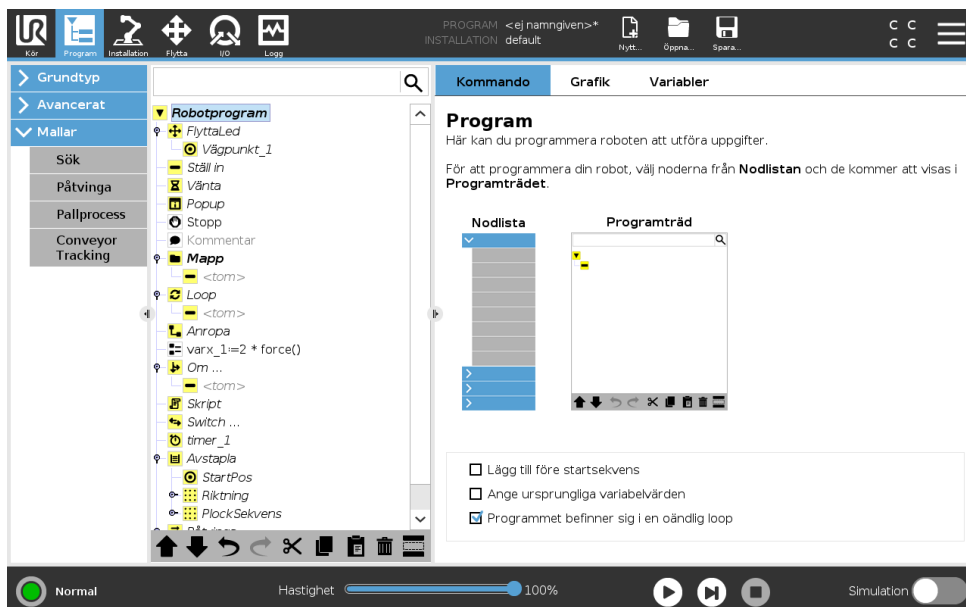 UR
PROGRAM <ej namngiven>*
INSTALLATION default
Kör Program Installation Flytta I/O Logg
Nytt... Öppna... Spara...
C C
C C
Grundtyp
Avancerat
Mallar
Sök
Påtvinga
Pallprocess
Conveyor
Tracking
Robotprogram
FlyttaLed
Vägpunkt_1
Ställ in
Vänta
Popup
Stopp
Kommentar
Mapp
<tom>
Loop
<tom>
Anropa
varx_1:=2 * force()
Om ...
<tom>
Skript
Switch ...
timer_1
Avstapla
StartPos
Riktning
PlockSekvens
Kommando Grafik Variabler
Program
Här kan du programmera roboten att utföra uppgifter.
För att programmera din robot, välj noderna från Nodlistan och de kommer att visas i
Programträdet.
Nodlista Programträd
Lägg till före startsekvens
Ange ursprungliga variabelvärden
Programmet befinner sig i en oändlig loop
Normal
Hastighet 100%
Simulation